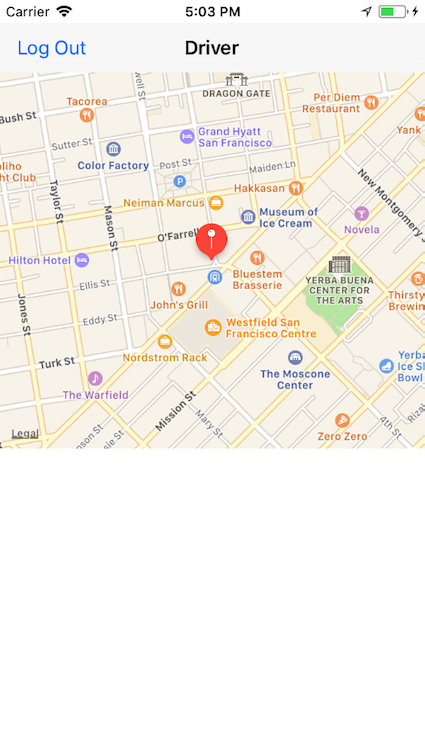 Carrier
5:03 PM
Log Out
Driver
DRAGON GATE
Tacorea
Per Diem
Restaurant
Bush St
Yank
Sutter St
Grand Hyatt
San Francisco
Color Factory
Post St
Maiden Ln
ht Club
Taylor St
Hakkasan
New Montgomery S
Neiman Marcus
Mason St
Museum of
Ice Cream
Novela
O'Farrell
Hilton Hotel
Bluestem
Brasserie
YERBA BUENA
CENTER FOR
THE ARTS
Ellis St
John's Grill
Thirsty
Brewin
Jones St
Eddy St
Westfield San
Francisco Centre
Nordstrom Rack
Turk St
The Moscone
Center
Yerba
Ice Sk
Bowl
The Warfield
Mission St
Mary St
4th St
Zero Zero
Legal